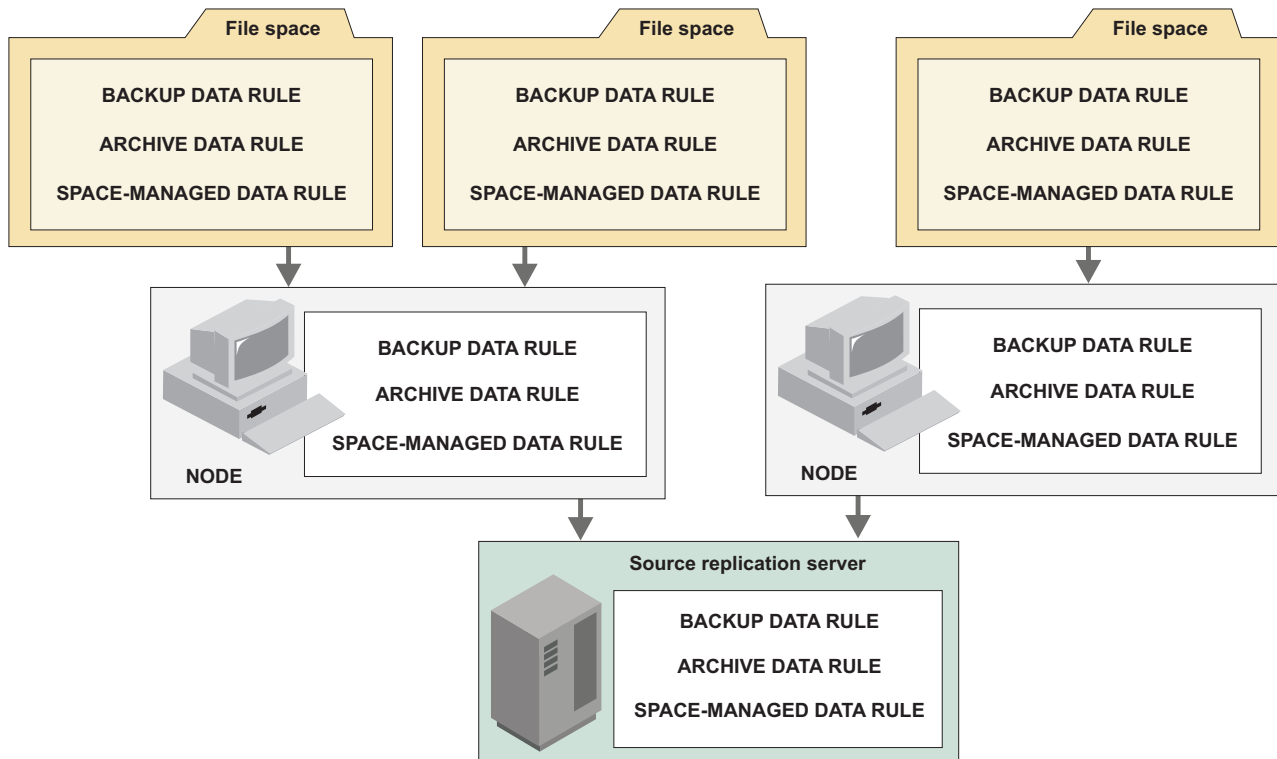 File space
BACKUP DATA RULE
ARCHIVE DATA RULE
SPACE-MANAGED DATA RULE
File space
BACKUP DATA RULE
ARCHIVE DATA RULE
SPACE-MANAGED DATA RULE
File space
BACKUP DATA RULE
ARCHIVE DATA RULE
SPACE-MANAGED DATA RULE
BACKUP DATA RULE
ARCHIVE DATA RULE
SPACE-MANAGED DATA RULE
NODE
BACKUP DATA RULE
ARCHIVE DATA RULE
SPACE-MANAGED DATA RULE
NODE
Source replication server
BACKUP DATA RULE
ARCHIVE DATA RULE
SPACE-MANAGED DATA RULE